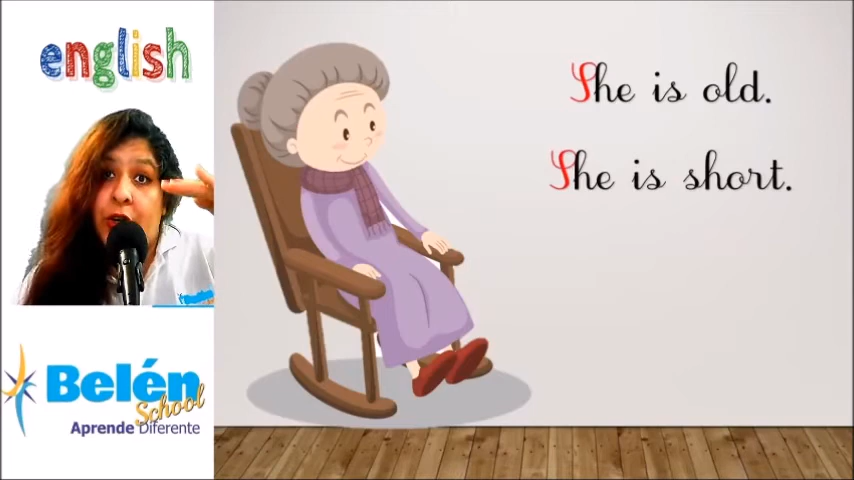 english
She is old.
She is short.
Belén
School
Aprende Diferente